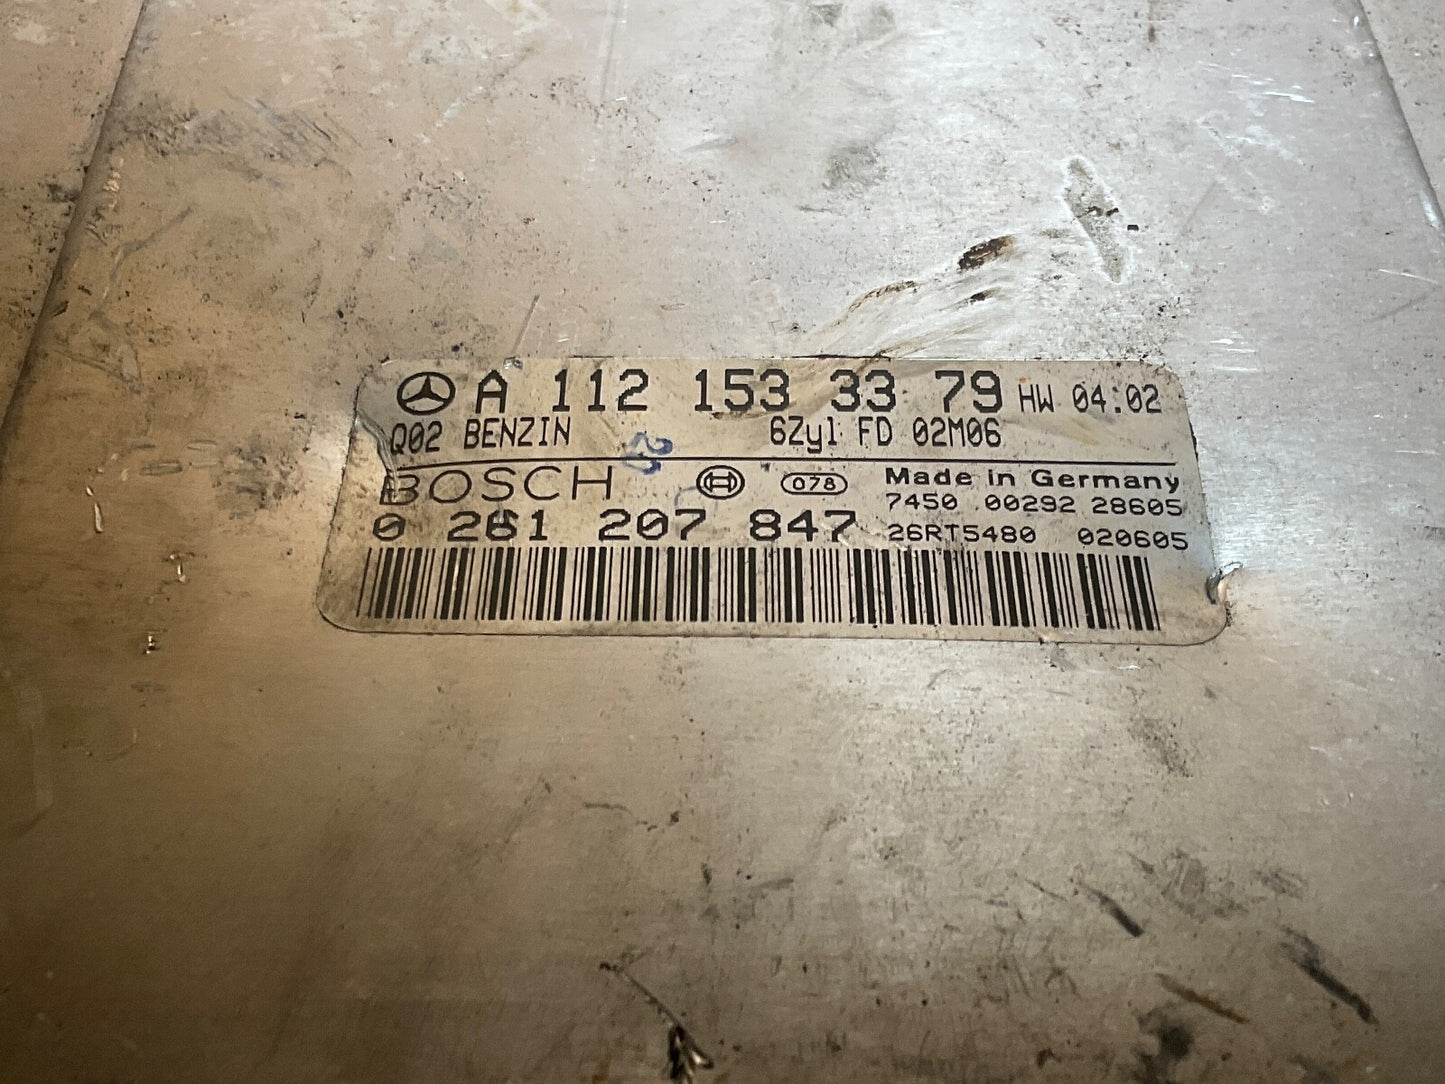 A 112 153 33 79 HW 04:02
Q02 BENZIN 6Zyl FD 02M06
BOSCH H 078 Made in Germany
7450 00292 28605
0 261 207 847 26RT5480 020605